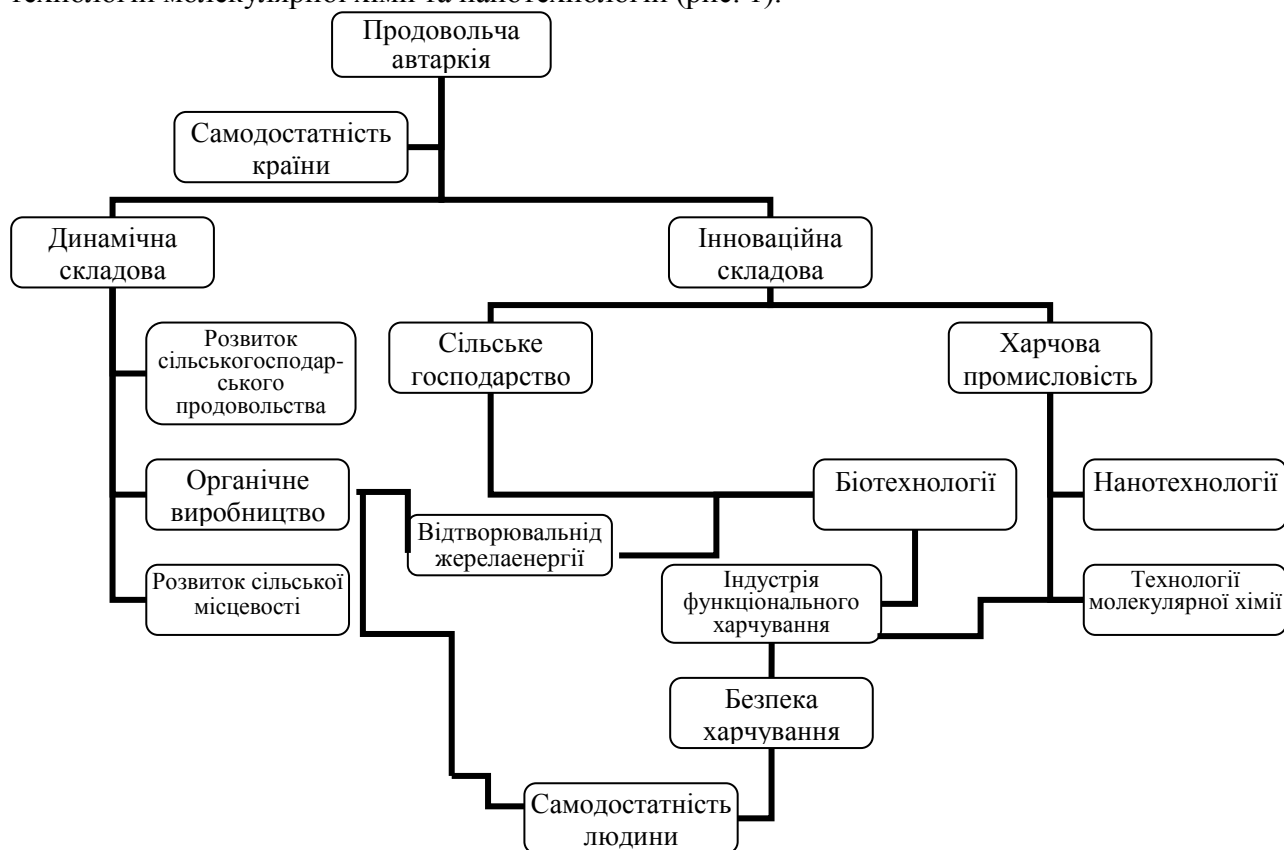 технологій молекулярної хімії та нанотехнологій (рис. 1).
Продовольча
автаркія
Самодостатність
країни
Динамічна
складова
Інноваційна
складова
Розвиток
сільськогосподар-
ського
продовольства
Сільське
господарство
Харчова
промисловість
Органічне
виробництво
Біотехнології
Нанотехнології
Відтворювальнід
жерелаенергії
Розвиток сільської
місцевості
Індустрія
функціонального
харчування
Технології
молекулярної хімії
Безпека
харчування
Самодостатність
людини